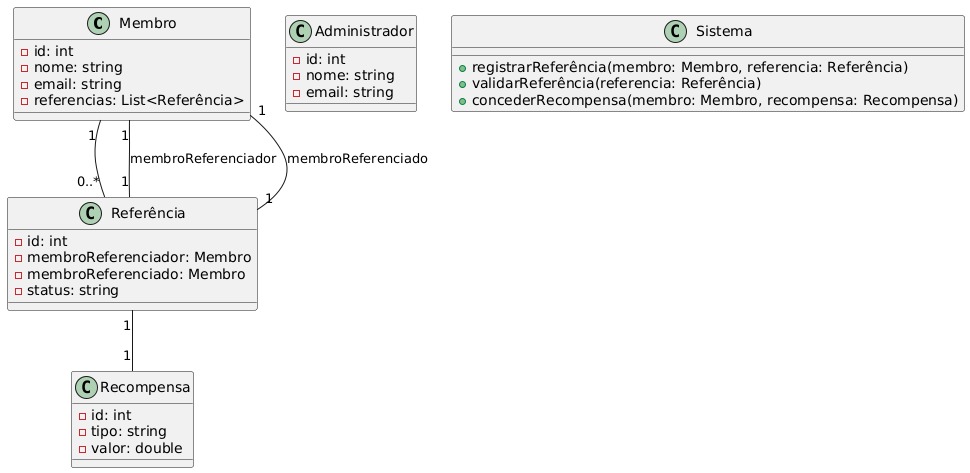 C Membro
id: int
nome: string
email: string
referencias: List<Referência>
C Administrador
id: int
nome: string
email: string
C Sistema
registrarReferência(membro: Membro, referencia: Referência)
validarReferência(referencia: Referência)
concederRecompensa(membro: Membro, recompensa: Recompensa)
1
1
1
membroReferenciador
membroReferenciado
0..*
1
1
C Referência
id: int
membroReferenciador: Membro
membroReferenciado: Membro
status: string
1
1
C Recompensa
id: int
tipo: string
valor: double